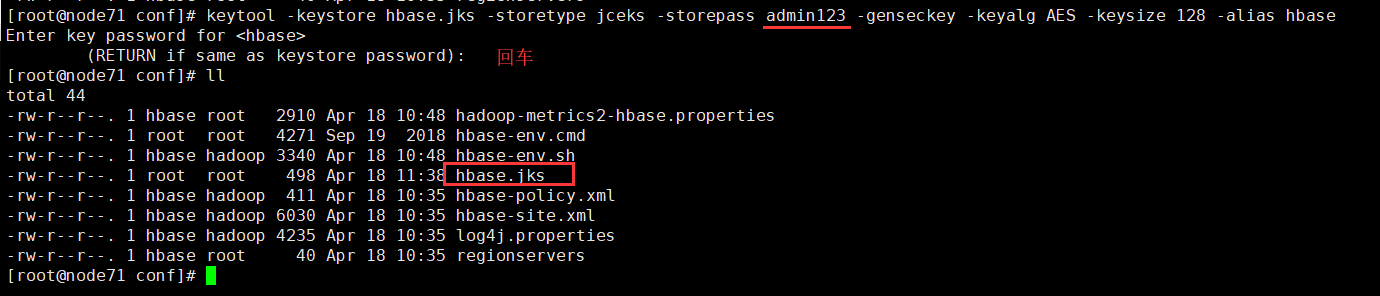 [root@node71 conf]# keytool -keystore hbase.jks -storetype jceks -storepass admin123 -genseckey -keyalg AES -keysize 128 -alias hbase
Enter key password for <hbase>
        (RETURN if same as keystore password): 回车
[root@node71 conf]# ll
total 44
-rw-r--r--. 1 hbase root   2910 Apr 18 10:48 hadoop-metrics2-hbase.properties
-rw-r--r--. 1 root  root   4271 Sep 19  2018 hbase-env.cmd
-rw-r--r--. 1 hbase hadoop 3340 Apr 18 10:48 hbase-env.sh
-rw-r--r--. 1 root  root    498 Apr 18 11:38 hbase.jks
-rw-r--r--. 1 hbase hadoop  411 Apr 18 10:35 hbase-policy.xml
-rw-r--r--. 1 hbase hadoop 6030 Apr 18 10:35 hbase-site.xml
-rw-r--r--. 1 hbase hadoop 4235 Apr 18 10:35 log4j.properties
-rw-r--r--. 1 hbase root     40 Apr 18 10:35 regionservers
[root@node71 conf]#